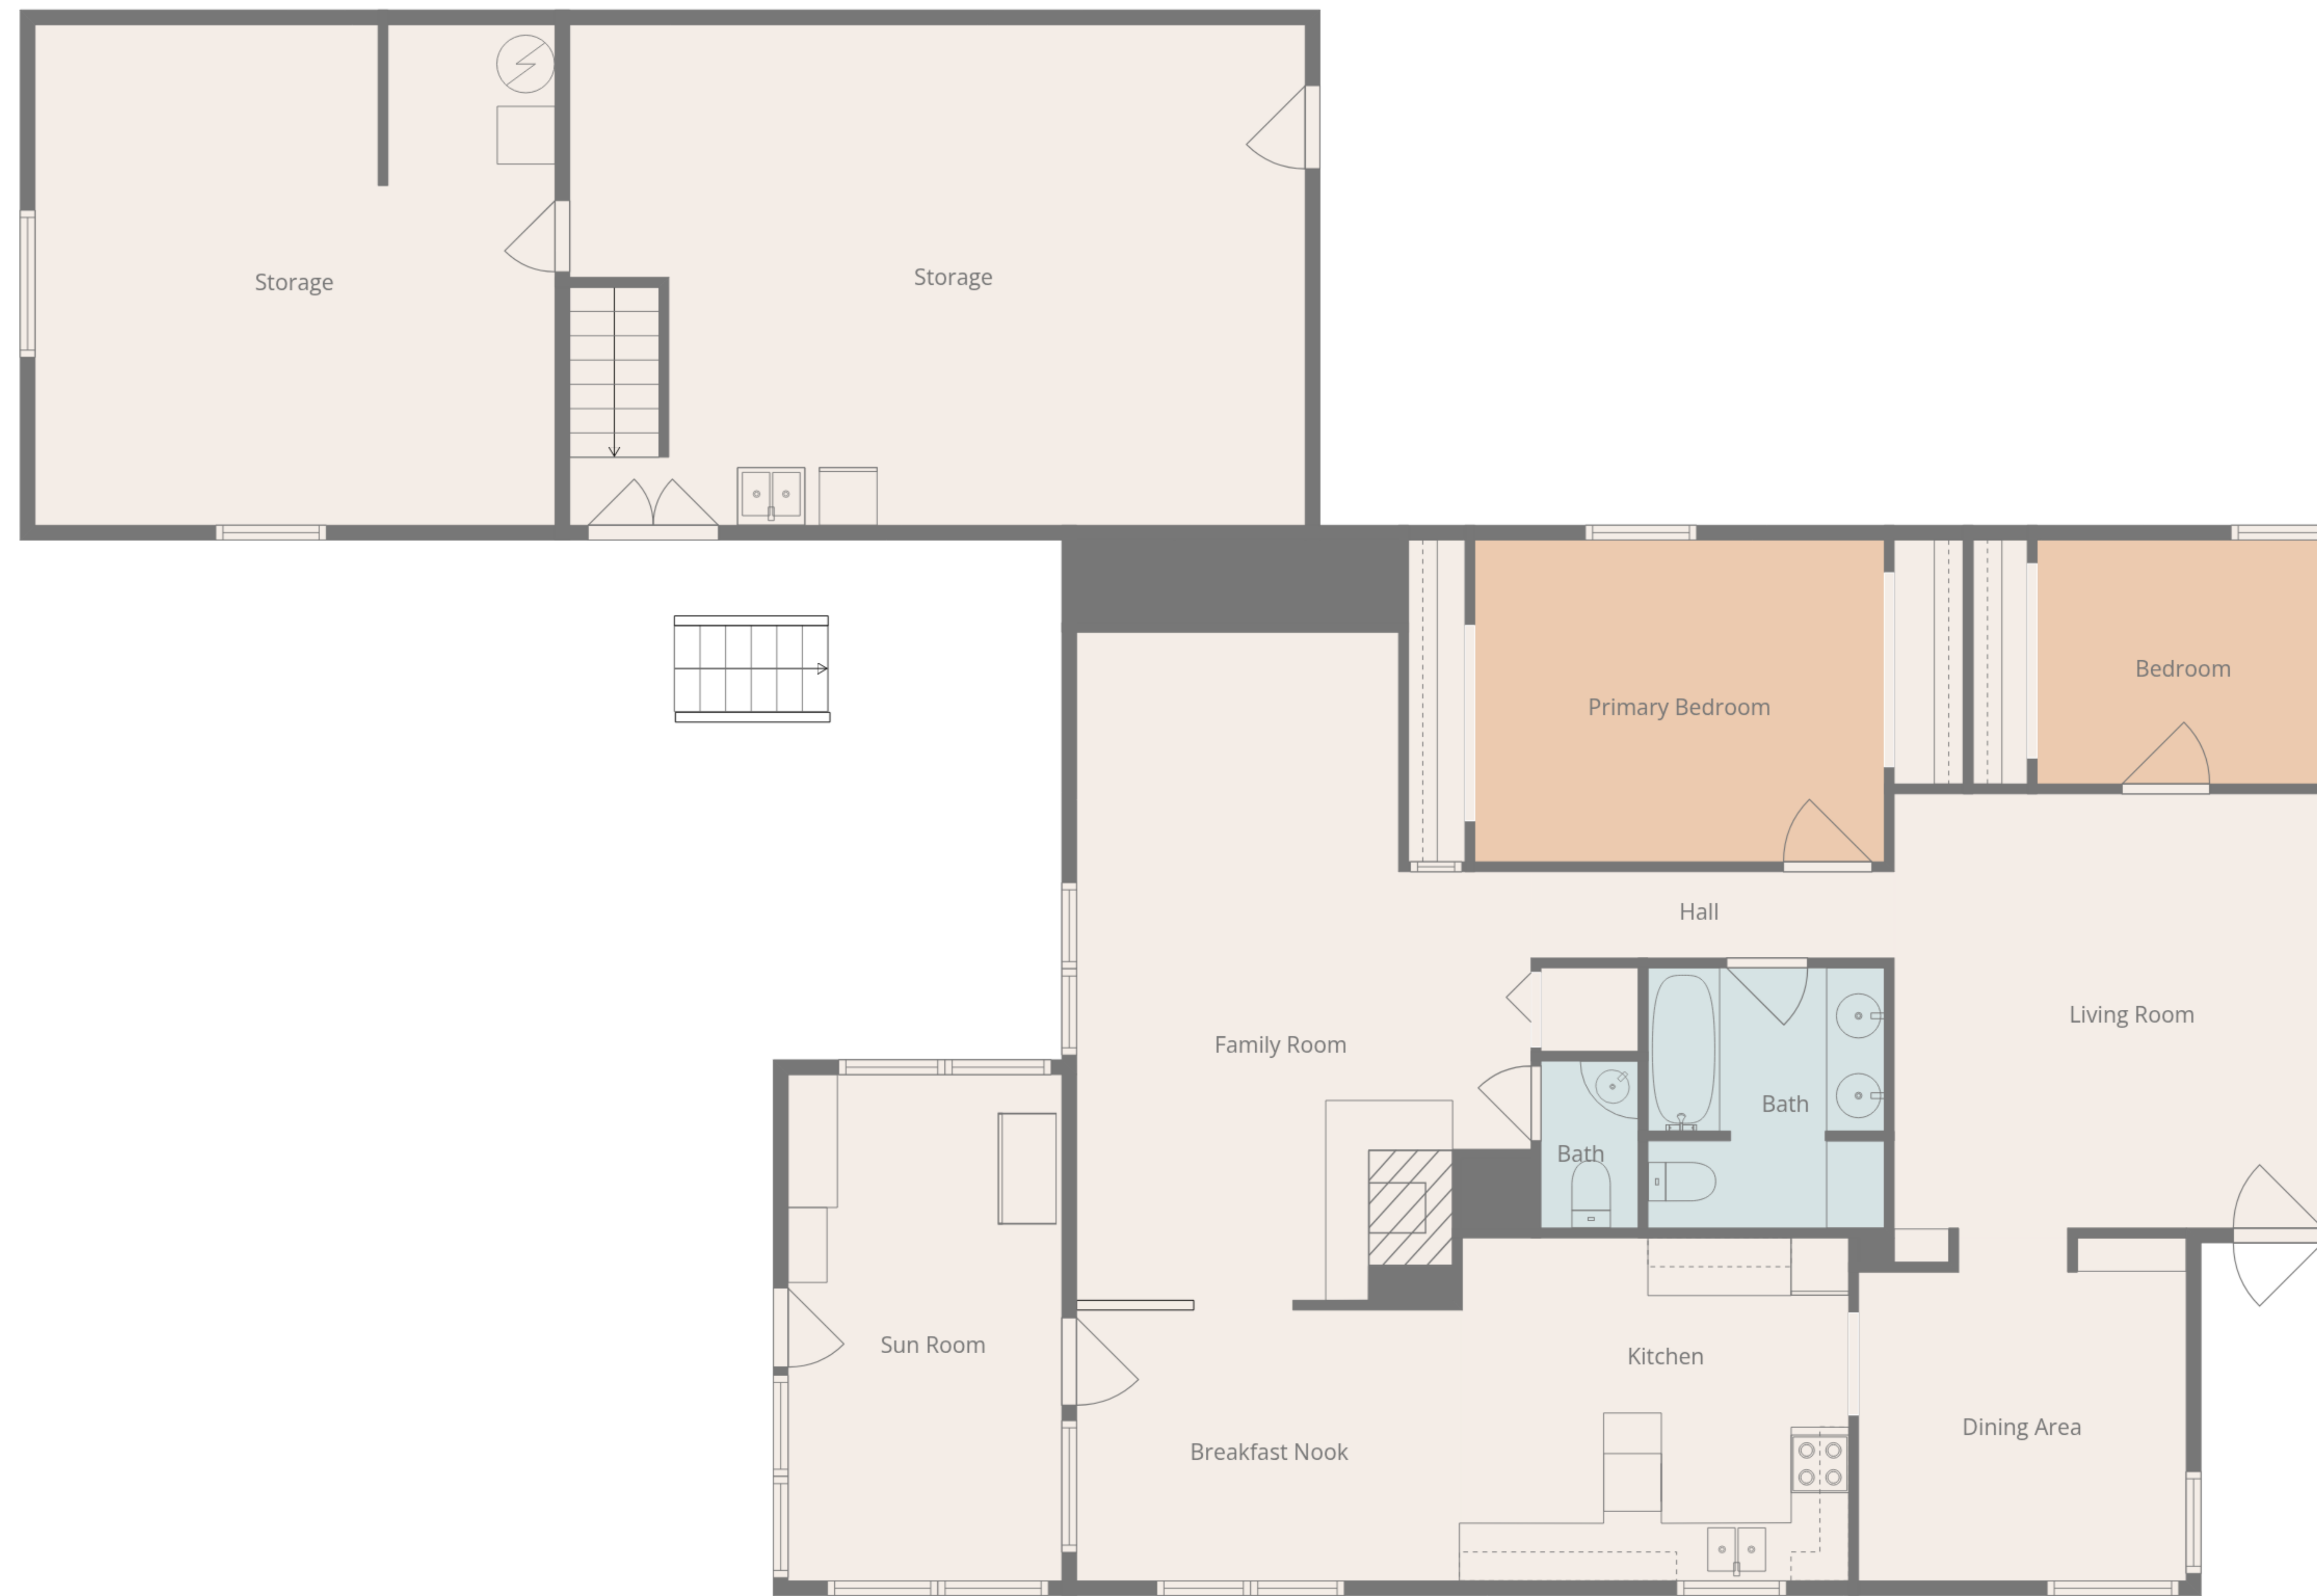 Storage
Storage
Bedroom
Primary Bedroom
Hall
Living Room
Family Room
Bath
Bath
Sun Room
Kitchen
Dining Area
Breakfast Nook